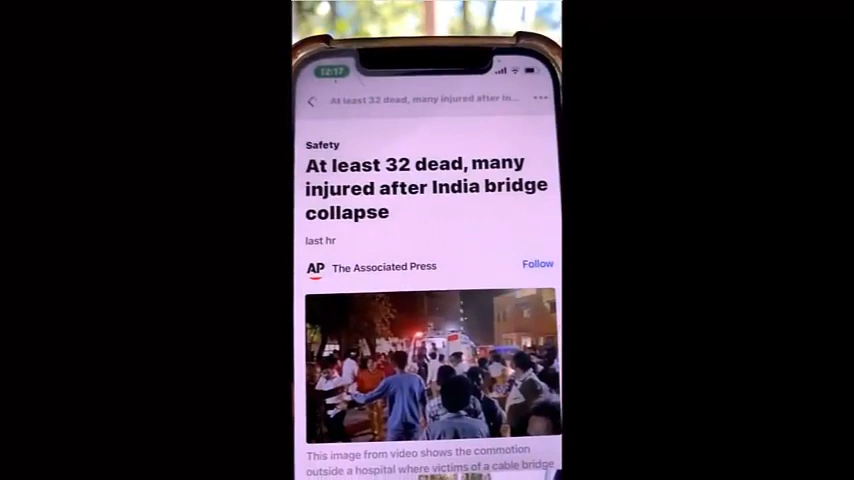 12:17
At least 32 dead, many injured after in...
Safety
At least 32 dead, many
injured after India bridge
collapse
last hr
AP The Associated Press Follow
This image from video shows the commotion
outside a hospital where victims of a cable bridge